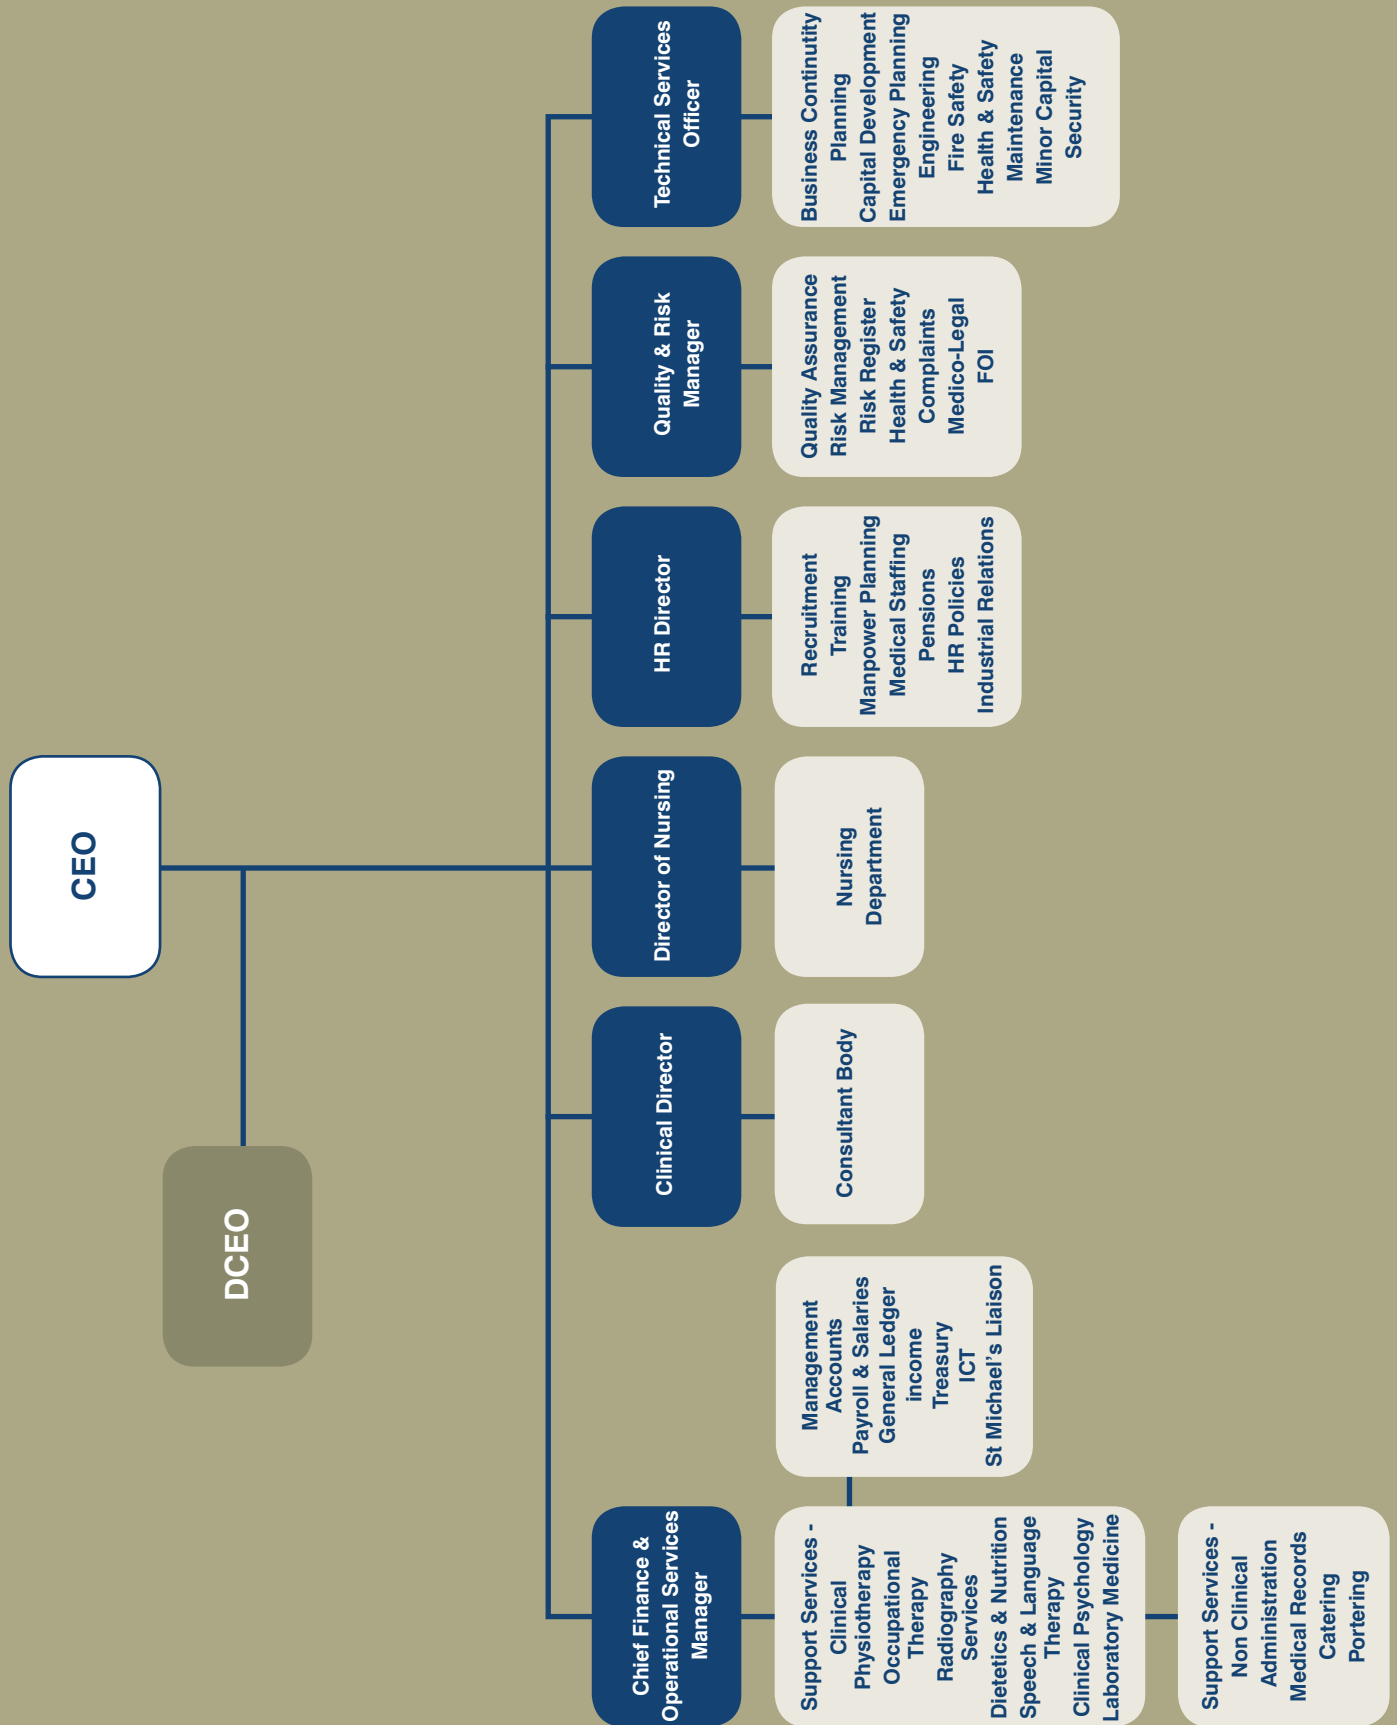 CEO
DCEO
Chief Finance &
Operational Services
Manager
Clinical Director
Director of Nursing
HR Director
Quality & Risk
Manager
Technical Services
Officer
Support Services -
Clinical
Physiotherapy
Occupational
Therapy
Radiography
Services
Dietetics & Nutrition
Speech & Language
Therapy
Clinical Psychology
Laboratory Medicine
Management
Accounts
Payroll & Salaries
General Ledger
income
Treasury
ICT
St Michael's Liaison
Consultant Body
Nursing
Department
Recruitment
Training
Manpower Planning
Medical Staffing
Pensions
HR Policies
Industrial Relations
Quality Assurance
Risk Management
Risk Register
Health & Safety
Complaints
Medico-Legal
FOI
Business Continutity
Planning
Capital Development
Emergency Planning
Engineering
Fire Safety
Health & Safety
Maintenance
Minor Capital
Security
Support Services -
Non Clinical
Administration
Medical Records
Catering
Portering